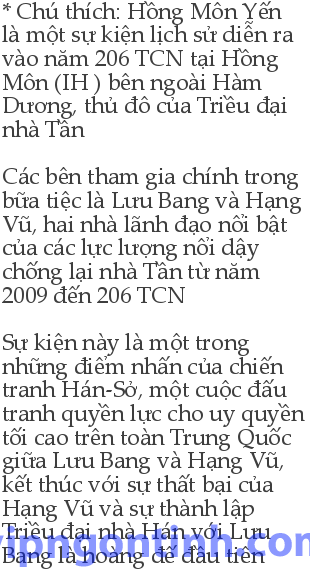 * Chú thích: Hồng Môn Yến
là một sự kiện lịch sử diễn ra
vào năm 206 TCN tại Hồng
Môn (IH ) bên ngoài Hàm
Dương, thủ đô của Triều đại
nhà Tần
Các bên tham gia chính trong
bữa tiệc là Lưu Bang và Hạng
Vũ, hai nhà lãnh đạo nổi bật
của các lực lượng nổi dậy
chống lại nhà Tần từ năm
2009 đến 206 TCN
Sự kiện này là một trong
những điểm nhấn của chiến
tranh Hán-Sở, một cuộc đấu
tranh quyền lực cho uy quyền
tối cao trên toàn Trung Quốc
giữa Lưu Bang và Hạng Vũ,
kết thúc với sự thất bại của
Hạng Vũ và sự thành lập
Triều đại nhà Hán với Lưu
Bang là hoàng đế đầu tiên
vipngontinh.com